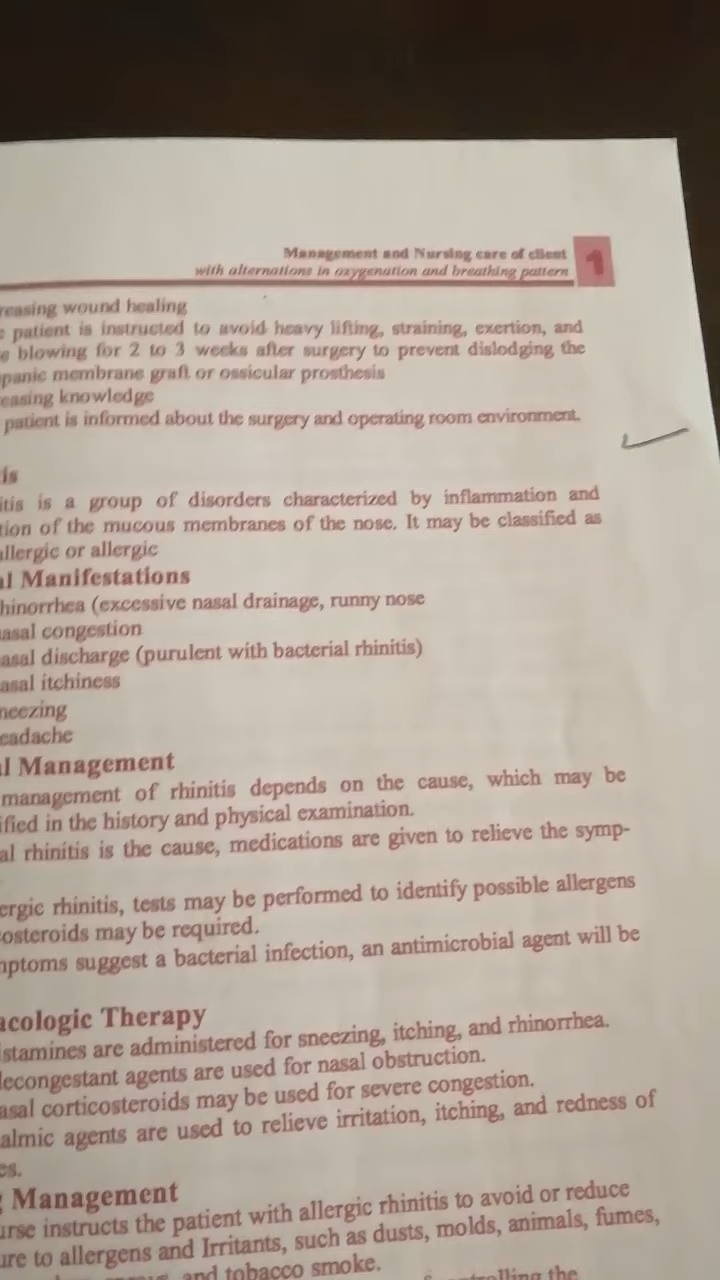 Management and Nursing care of client
with alternations in oxygenation and breathing pattern
1
reasing wound healing
patient is instructed to avoid heavy lifting, straining, exertion, and
blowing for 2 to 3 weeks after surgery to prevent dislodging the
panic membrane graft or ossicular prosthesis
easing knowledge
patient is informed about the surgery and operating room environment.
is
itis is a group of disorders characterized by inflammation and
tion of the mucous membranes of the nose. It may be classified as
allergic or allergic
al Manifestations
hinorrhea (excessive nasal drainage, runny nose
nasal congestion
asal discharge (purulent with bacterial rhinitis)
asal itchiness
neezing
eadache
l Management
management of rhinitis depends on the cause, which may be
ified in the history and physical examination.
al rhinitis is the cause, medications are given to relieve the symp-
ergic rhinitis, tests may be performed to identify possible allergens
costeroids may be required.
mptoms suggest a bacterial infection, an antimicrobial agent will be
acologic Therapy
stamines are administered for sneezing, itching, and rhinorrhea.
decongestant agents are used for nasal obstruction.
asal corticosteroids may be used for severe congestion.
almic agents are used to relieve irritation, itching, and redness of
es.
g Management
urse instructs the patient with allergic rhinitis to avoid or reduce
ure to allergens and Irritants, such as dusts, molds, animals, fumes,
and tobacco smoke.
the